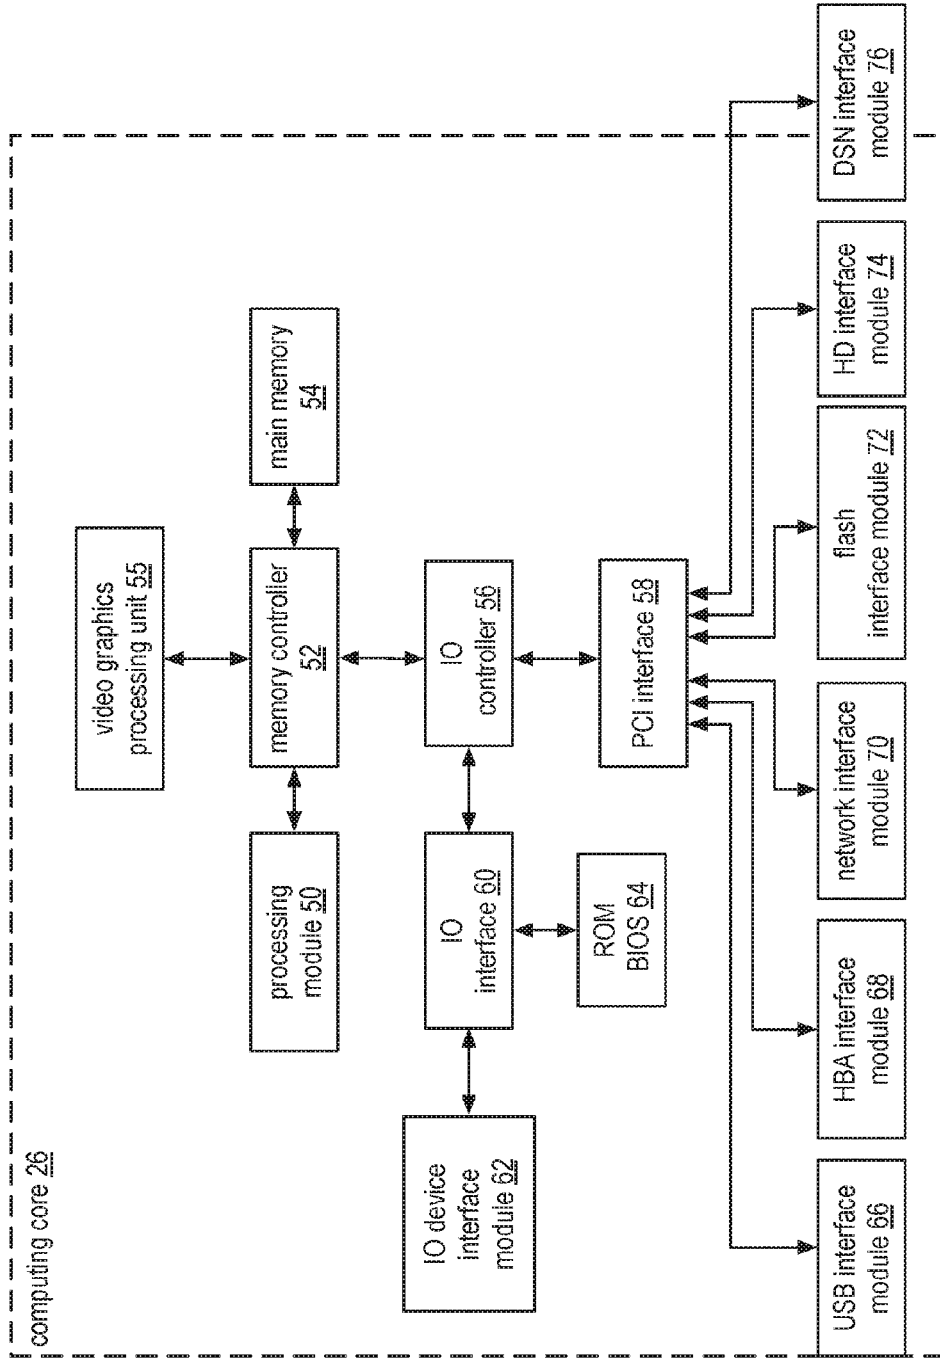 computing core 26
video graphics
processing unit 55
processing
module 50
memory controller
52
main memory
54
IO device
interface
module 62
IO
interface 60
IO
controller 56
ROM
BIOS 64
PCI interface 58
USB interface
module 66
HBA interface
module 68
network interface
module 70
flash
interface module 72
HD interface
module 74
DSN interface
module 76